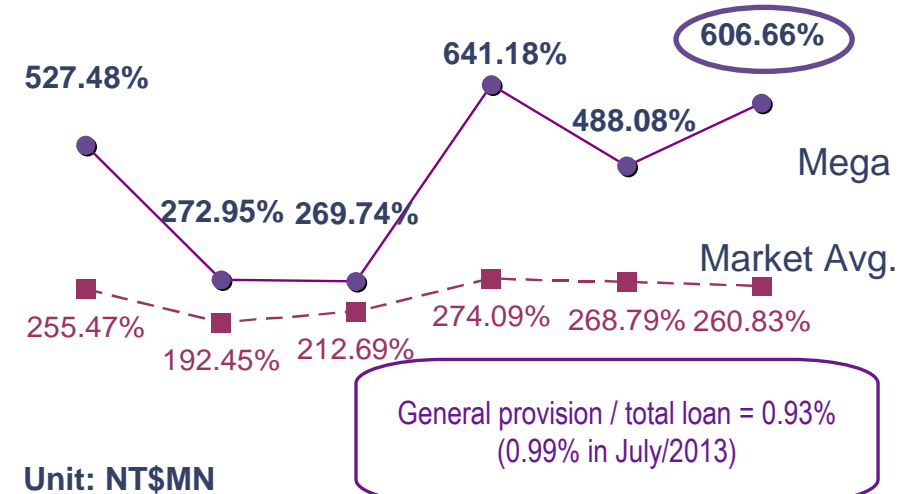 606.66%
641.18%
527.48%
488.08%
Mega
272.95% 269.74%
Market Avg.
255.47%
192.45%
212.69%
274.09%
268.79%
260.83%
General provision / total loan = 0.93%
(0.99% in July/2013)
Unit: NT$MN